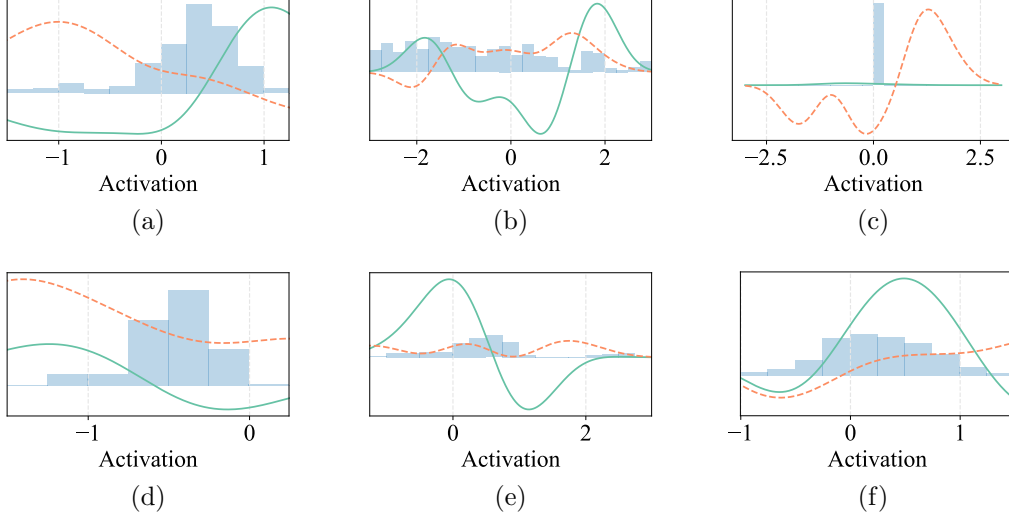 −1 0 1
Activation
(a)
−2 0 2
Activation
(b)
−2.5 0.0 2.5
Activation
(c)
−1 0
Activation
(d)
0 2
Activation
(e)
−1 0 1
Activation
(f)